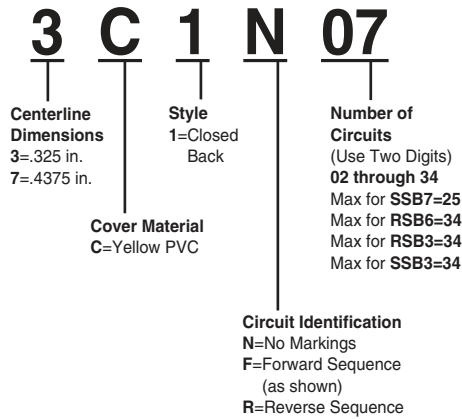 3 C 1 N 07
Centerline
Dimensions
3=.325 in.
7=.4375 in.
Cover Material
C=Yellow PVC
Style
1=Closed
Back
Circuit Identification
N=No Markings
F=Forward Sequence
(as shown)
R=Reverse Sequence
Number of
Circuits
(Use Two Digits)
02 through 34
Max for SSB7=25
Max for RSB6=34
Max for RSB3=34
Max for SSB3=34